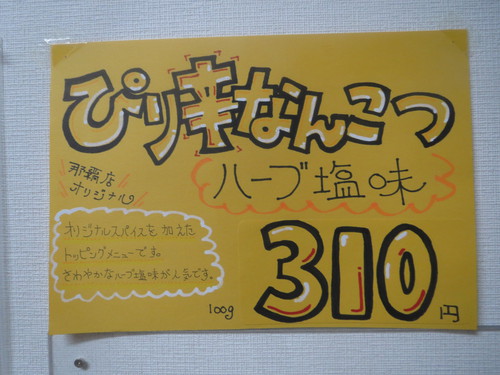 ぴり辛なんこつ
ハーブ塩味
那覇店
オリジナル
オリジナルスパイスを加えた
トッピングメニューです。
さわやかなハーブ塩味が人気です。
100g
310円